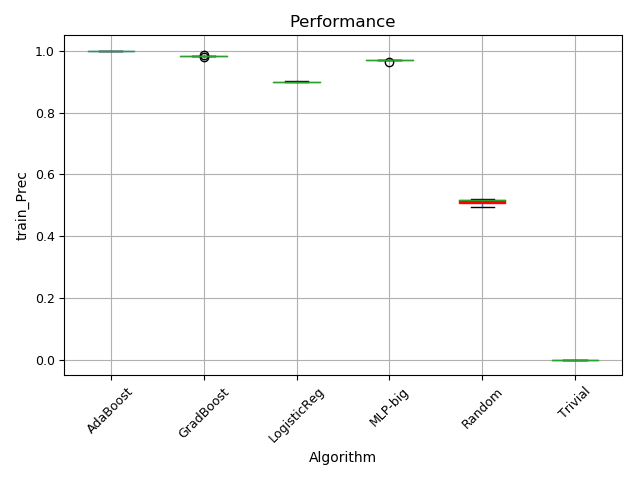 Performance
1.0
0.8
0.6
0.4
0.2
0.0
train_Prec
AdaBoost
GradBoost
LogisticReg
MLP-big
Random
Trivial
Algorithm